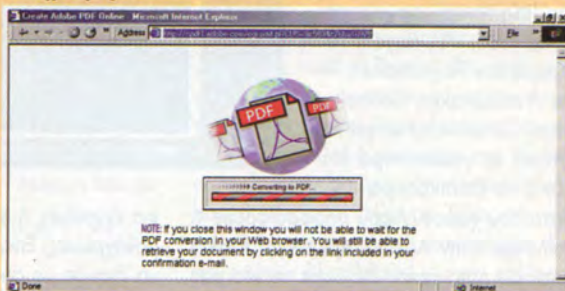 Create Adobe PDF Online - Microsoft Internet Explorer
Address
File
PDF
PDF
PDF
Converting to PDF...
NOTE: If you close this window you will not be able to wait for the
PDF conversion in your Web browser. You will still be able to
retrieve your document by clicking on the link included in your
confirmation e-mail.
Done
Internet